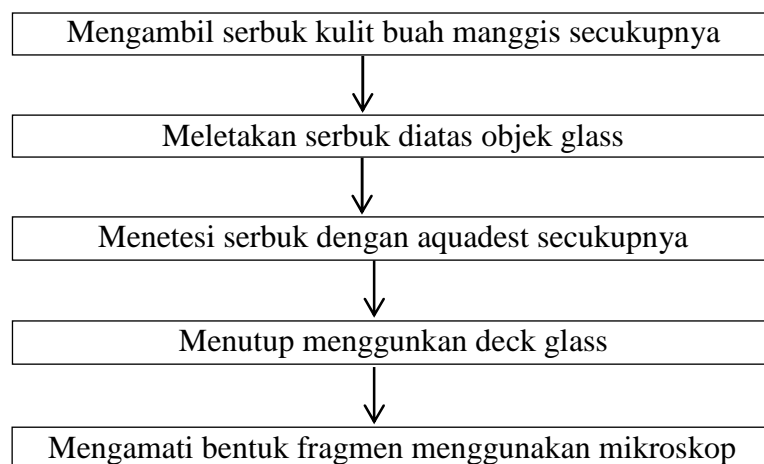 Mengambil serbuk kulit buah manggis secukupnya
Meletakan serbuk diatas objek glass
Menetesi serbuk dengan aquadest secukupnya
Menutup menggunkan deck glass
Mengamati bentuk fragmen menggunakan mikroskop